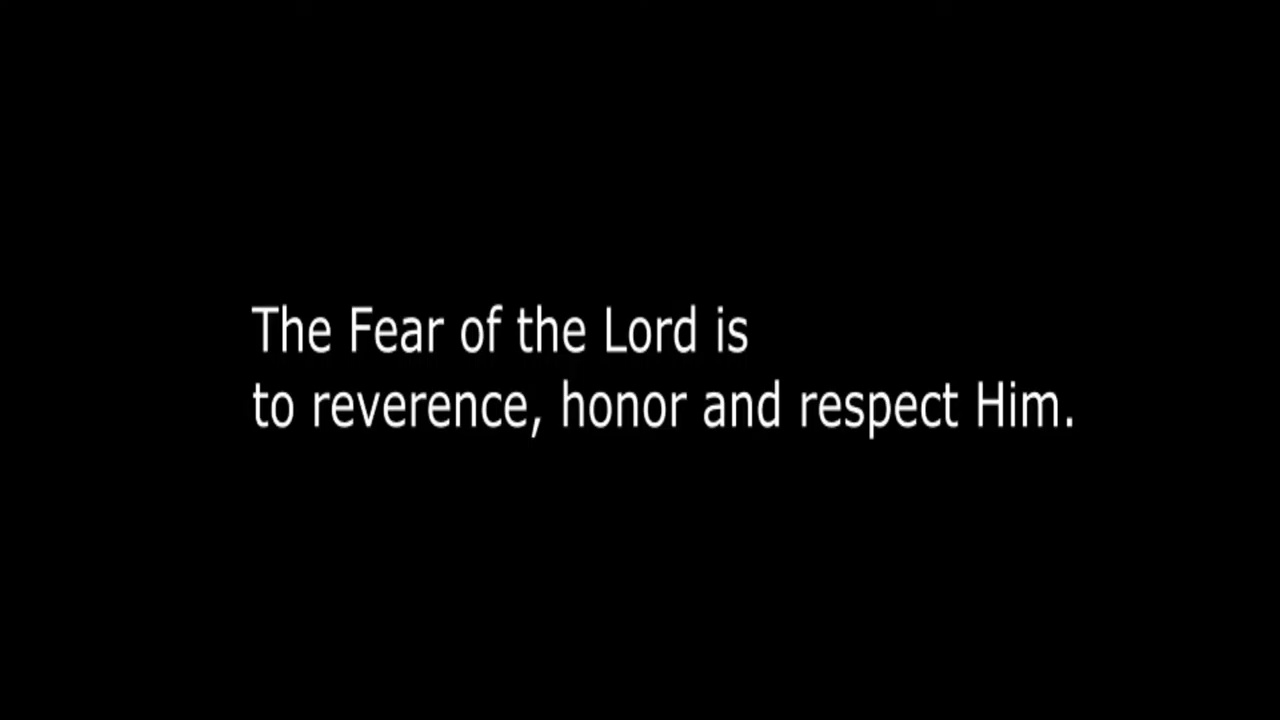 The Fear of the Lord is
to reverence, honor and respect Him.